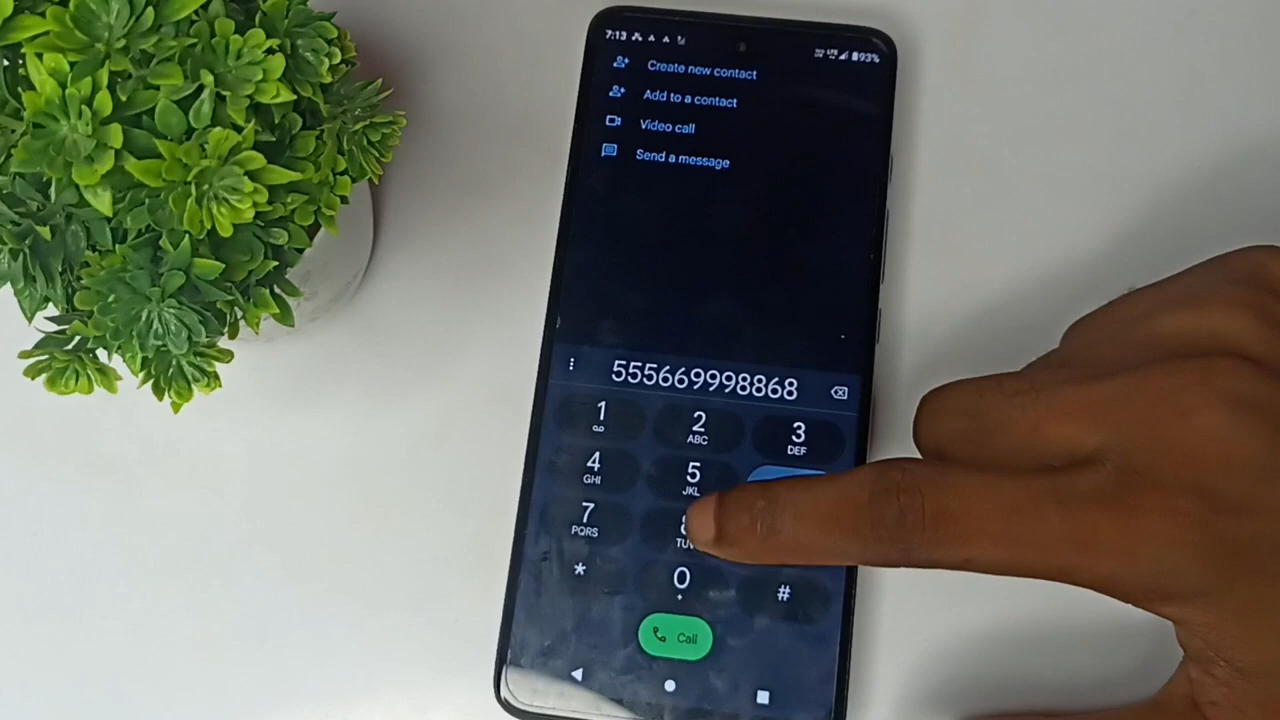 7:13 93%
Create new contact
Add to a contact
Video call
Send a message
555669998868
1 2 3
ABC DEF
4 5
GHI JKL
7
PQRS
* 0 #
+
Call